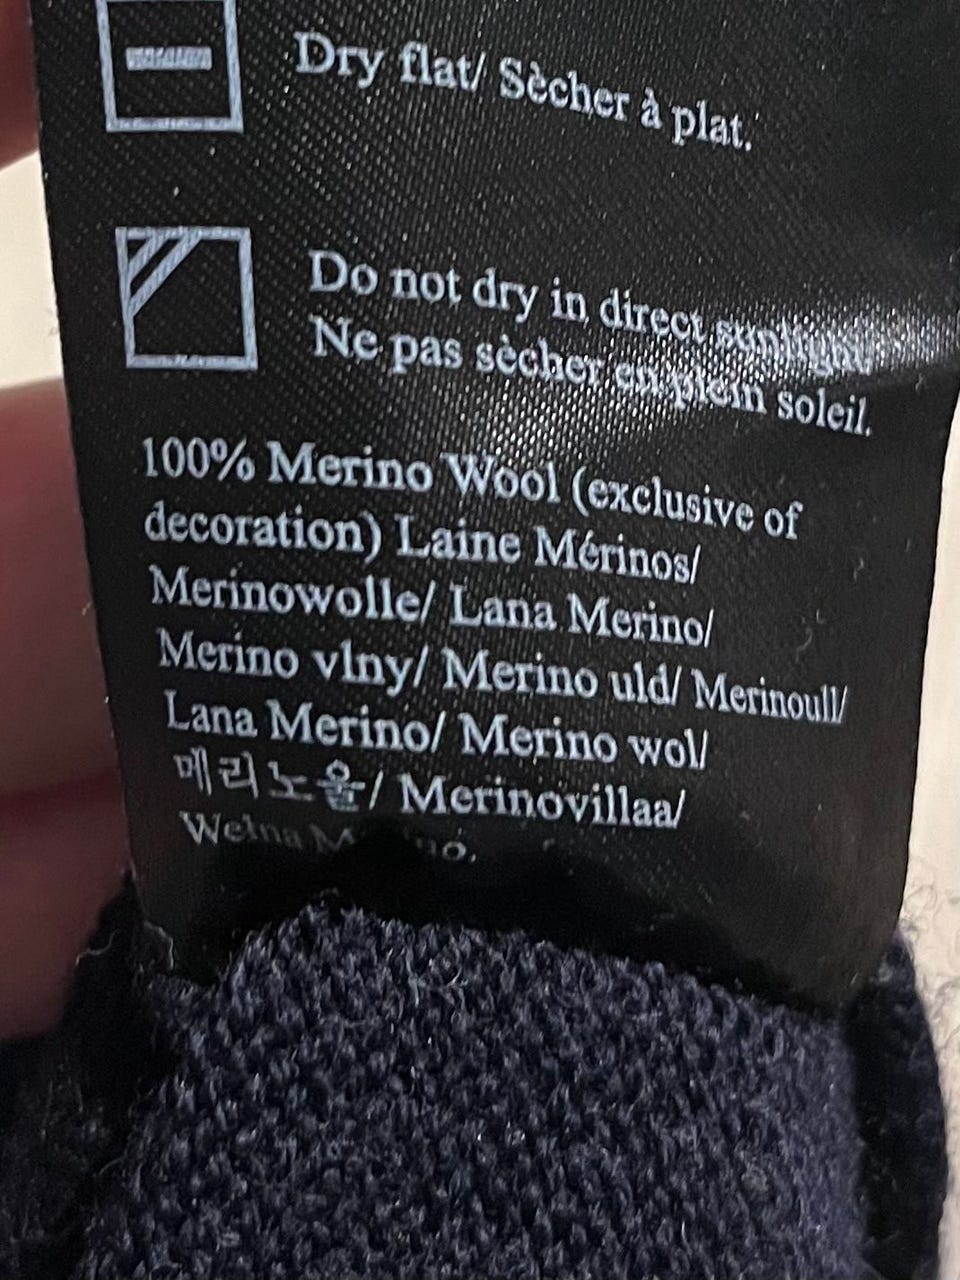 Dry flat/ Sècher à plat.
Do not dry in direct sunlight/
Ne pas sècher en plein soleil.
100% Merino Wool (exclusive of
decoration) Laine Mérinos/
Merinowolle/ Lana Merino/
Merino vlny/ Merino uld/ Merinoull/
Lana Merino/ Merino wol/
메리노울/ Merinovillaa/
Wełna